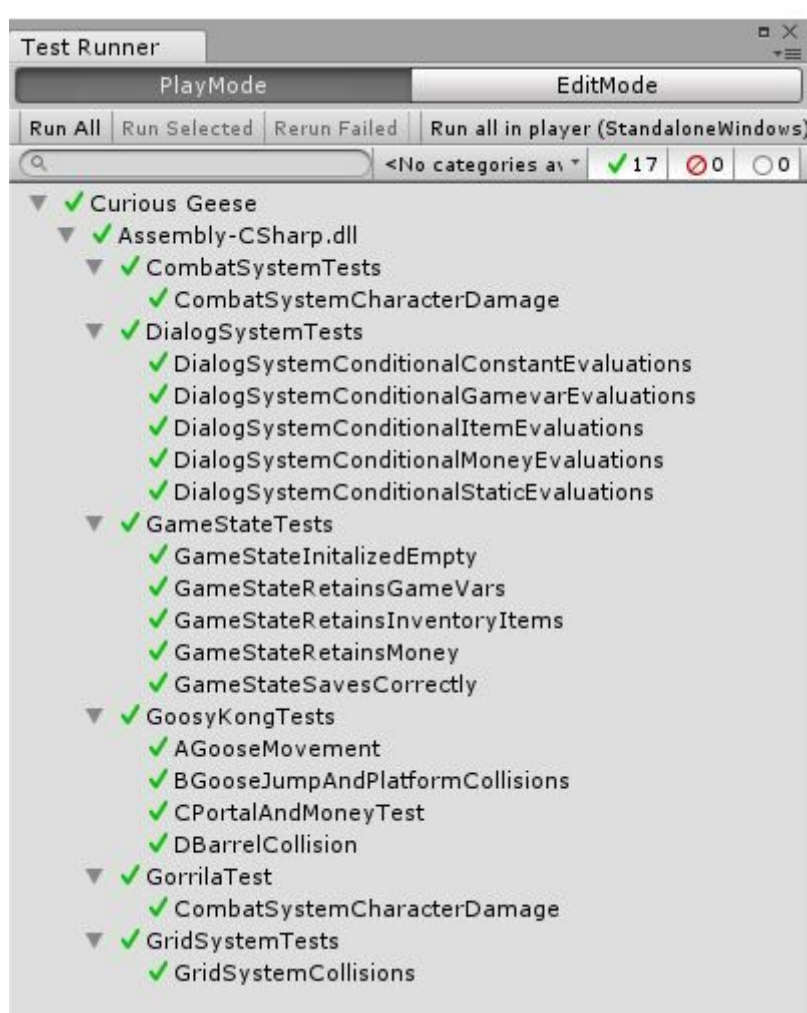 Test Runner
PlayMode EditMode
Run All Run Selected Rerun Failed Run all in player (StandaloneWindows)
<No categories av 17 0 0
Curious Geese
Assembly-CSharp.dll
CombatSystemTests
CombatSystemCharacterDamage
DialogSystemTests
DialogSystemConditionalConstantEvaluations
DialogSystemConditionalGamevarEvaluations
DialogSystemConditionalItemEvaluations
DialogSystemConditionalMoneyEvaluations
DialogSystemConditionalStaticEvaluations
GameStateTests
GameStateInitalizedEmpty
GameStateRetainsGameVars
GameStateRetainsInventoryItems
GameStateRetainsMoney
GameStateSavesCorrectly
GoosyKongTests
AGooseMovement
BGooseJumpAndPlatformCollisions
CPortalAndMoneyTest
DBarrelCollision
GorrilaTest
CombatSystemCharacterDamage
GridSystemTests
GridSystemCollisions